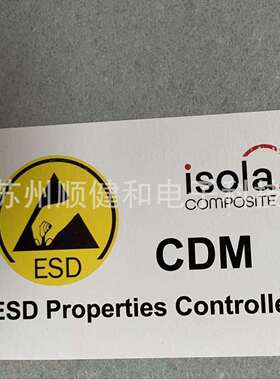 isola
COMPOSITE
苏州顺健和电
ESD
CDM
ESD Properties Controlle